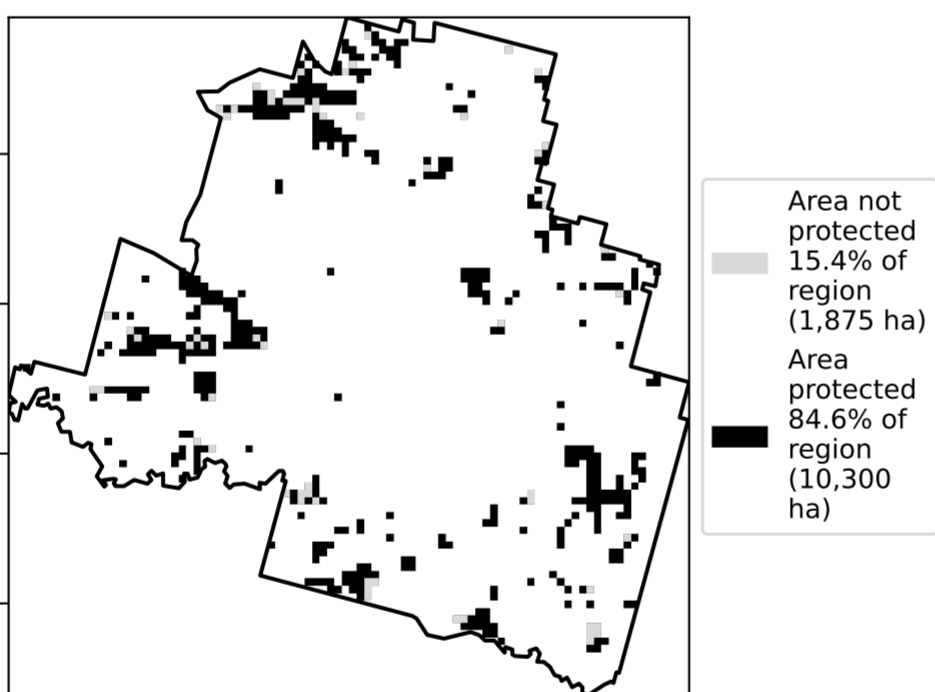 Area not
protected
15.4% of
region
(1,875 ha)
Area
protected
84.6% of
region
(10,300
ha)